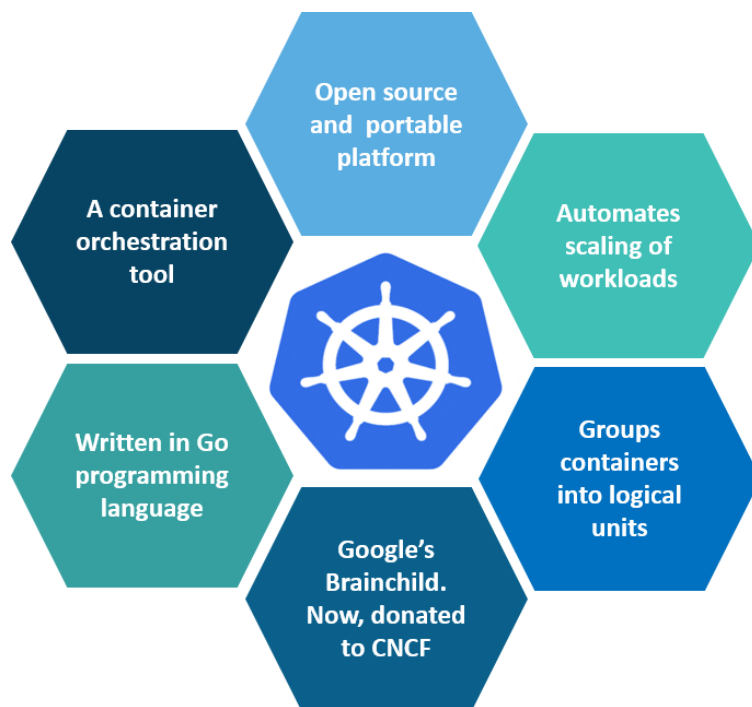 Open source
and portable
platform
Automates
scaling of
workloads
Groups
containers
into logical
units
Google’s
Brainchild.
Now, donated
to CNCF
Written in Go
programming
language
A container
orchestration
tool